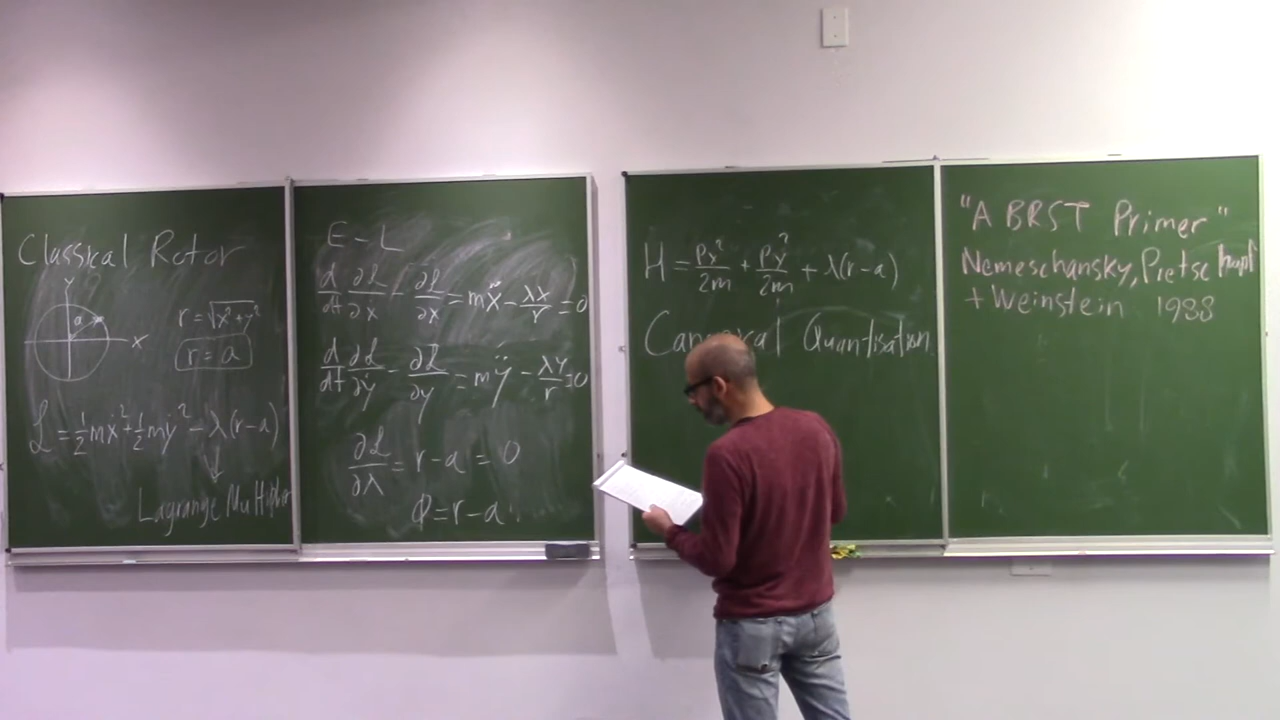 Classical Rotor
Y
a
X
r = √x²+y²
r = a
ℒ = ½mẋ² + ½mẏ² - λ(r-a)
Lagrange Multiplier
E-L
d/dt ∂ℒ/∂ẋ - ∂ℒ/∂x = mẍ - λx/r = 0
d/dt ∂ℒ/∂ẏ - ∂ℒ/∂y = mÿ - λy/r = 0
∂ℒ/∂λ = r - a = 0
Φ = r - a
H = Px²/2m + Py²/2m + λ(r-a)
Quantisation
"A BRST Primer"
Nemeschansky, Preitschopf
+ Weinstein 1988